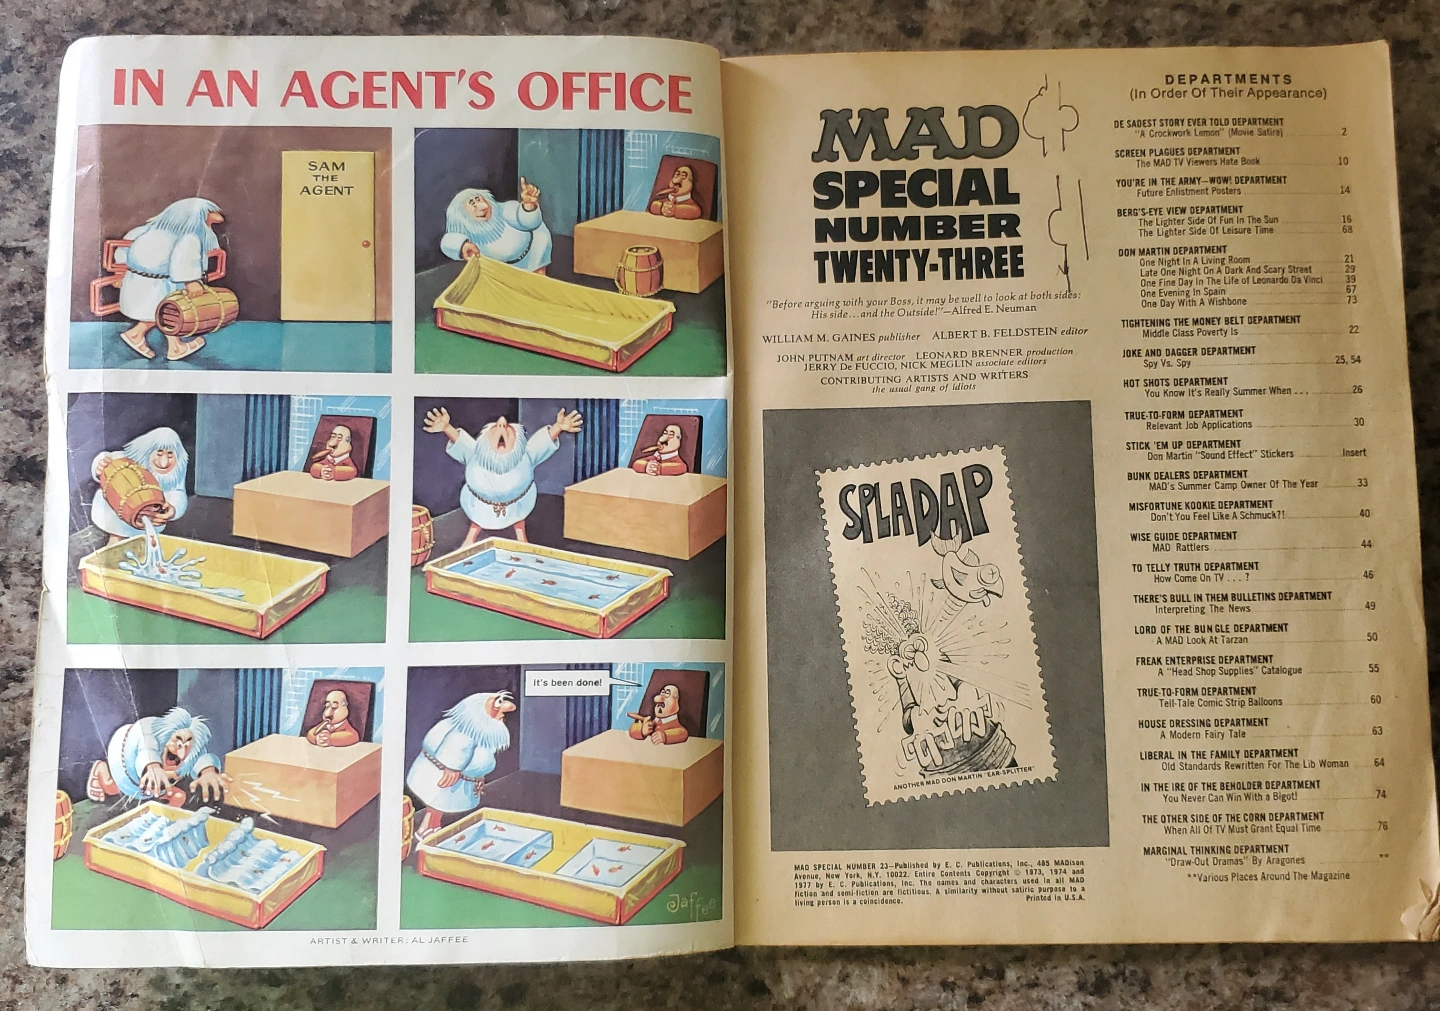 IN AN AGENT'S OFFICE
SAM
THE
AGENT
It's been done!
Jaffee
ARTIST & WRITER: AL JAFFEE
MAD
SPECIAL
NUMBER
TWENTY-THREE
"Before arguing with your Boss, it may be well to look at both sides:
His side...and the Outside!"—Alfred E. Neuman
WILLIAM M. GAINES publisher ALBERT B. FELDSTEIN editor
JOHN PUTNAM art director LEONARD BRENNER production
JERRY De FUCCIO, NICK MEGLIN associate editors
CONTRIBUTING ARTISTS AND WRITERS
the usual gang of idiots
SPLADAP
ANOTHER MAD DON MARTIN "EAR-SPLITTER"
MAD SPECIAL NUMBER 23—Published by E. C. Publications, Inc., 485 MADison
Avenue, New York, N.Y. 10022. Entire Contents Copyright © 1973, 1974 and
1977 by E. C. Publications, Inc. The names and characters used in all MAD
fiction and semi-fiction are fictitious. A similarity without satiric purpose to a
living person is a coincidence. Printed in U.S.A.
DEPARTMENTS
(In Order Of Their Appearance)
DE SADEST STORY EVER TOLD DEPARTMENT
"A Crockwork Lemon" (Movie Satire) 2
SCREEN PLAGUES DEPARTMENT
The MAD TV Viewers Hate Book 10
YOU'RE IN THE ARMY—WOW! DEPARTMENT
Future Enlistment Posters 14
BERG'S-EYE VIEW DEPARTMENT
The Lighter Side Of Fun In The Sun 16
The Lighter Side Of Leisure Time 68
DON MARTIN DEPARTMENT
One Night In A Living Room 21
Late One Night On A Dark And Scary Street 29
One Fine Day In The Life of Leonardo Da Vinci 39
One Evening In Spain 67
One Day With A Wishbone 73
TIGHTENING THE MONEY BELT DEPARTMENT
Middle Class Poverty Is 22
JOKE AND DAGGER DEPARTMENT
Spy Vs. Spy 25, 54
HOT SHOTS DEPARTMENT
You Know It's Really Summer When . . . 26
TRUE-TO-FORM DEPARTMENT
Relevant Job Applications 30
STICK 'EM UP DEPARTMENT
Don Martin "Sound Effect" Stickers Insert
BUNK DEALERS DEPARTMENT
MAD's Summer Camp Owner Of The Year 33
MISFORTUNE KOOKIE DEPARTMENT
Don't You Feel Like A Schmuck?! 40
WISE GUIDE DEPARTMENT
MAD Rattlers 44
TO TELLY TRUTH DEPARTMENT
How Come On TV . . . ? 46
THERE'S BULL IN THEM BULLETINS DEPARTMENT
Interpreting The News 49
LORD OF THE BUNGLE DEPARTMENT
A MAD Look At Tarzan 50
FREAK ENTERPRISE DEPARTMENT
A "Head Shop Supplies" Catalogue 55
TRUE-TO-FORM DEPARTMENT
Tell-Tale Comic Strip Balloons 60
HOUSE DRESSING DEPARTMENT
A Modern Fairy Tale 63
LIBERAL IN THE FAMILY DEPARTMENT
Old Standards Rewritten For The Lib Woman 64
IN THE IRE OF THE BEHOLDER DEPARTMENT
You Never Can Win With a Bigot! 74
THE OTHER SIDE OF THE CORN DEPARTMENT
When All Of TV Must Grant Equal Time 76
MARGINAL THINKING DEPARTMENT
"Draw-Out Dramas" By Aragones **
**Various Places Around The Magazine